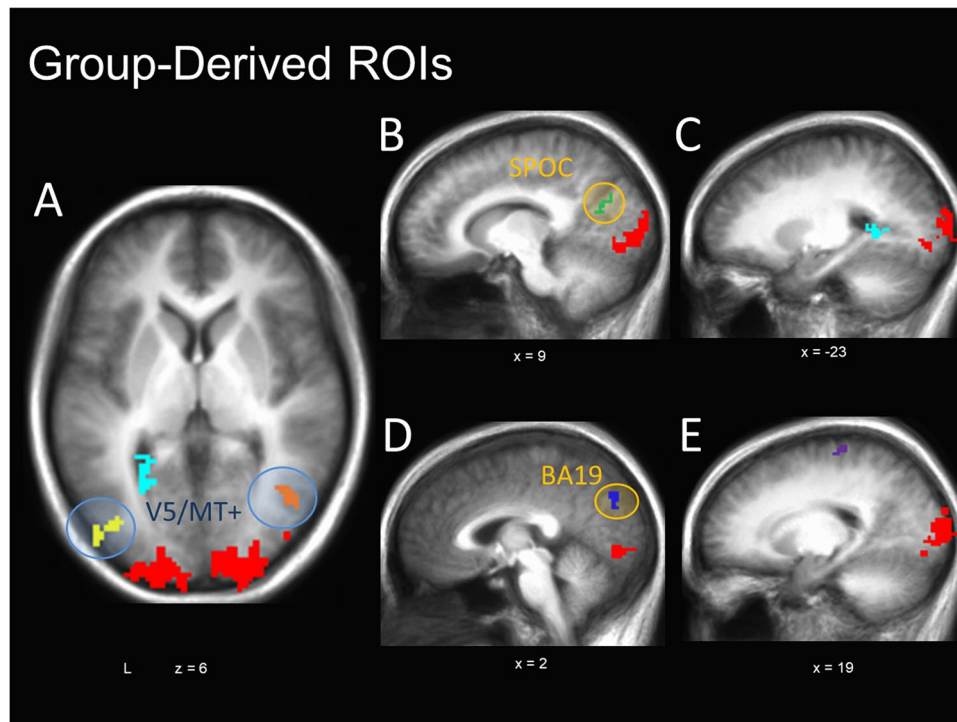 Group-Derived ROIs
A
V5/MT+
L z = 6
B
SPOC
x = 9
C
x = -23
D
BA19
x = 2
E
x = 19